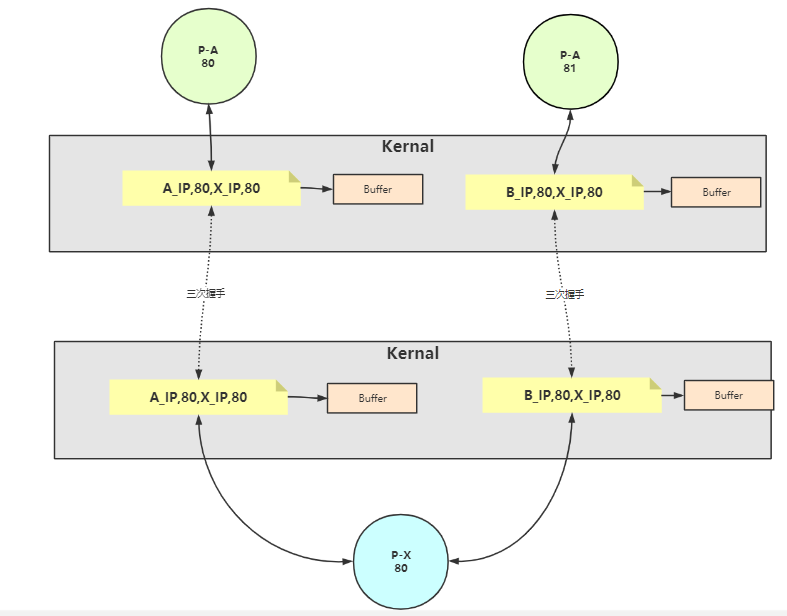 P-A
80
P-A
81
Kernal
A_IP,80,X_IP,80
Buffer
B_IP,80,X_IP,80
Buffer
三次握手
三次握手
Kernal
A_IP,80,X_IP,80
Buffer
B_IP,80,X_IP,80
Buffer
P-X
80